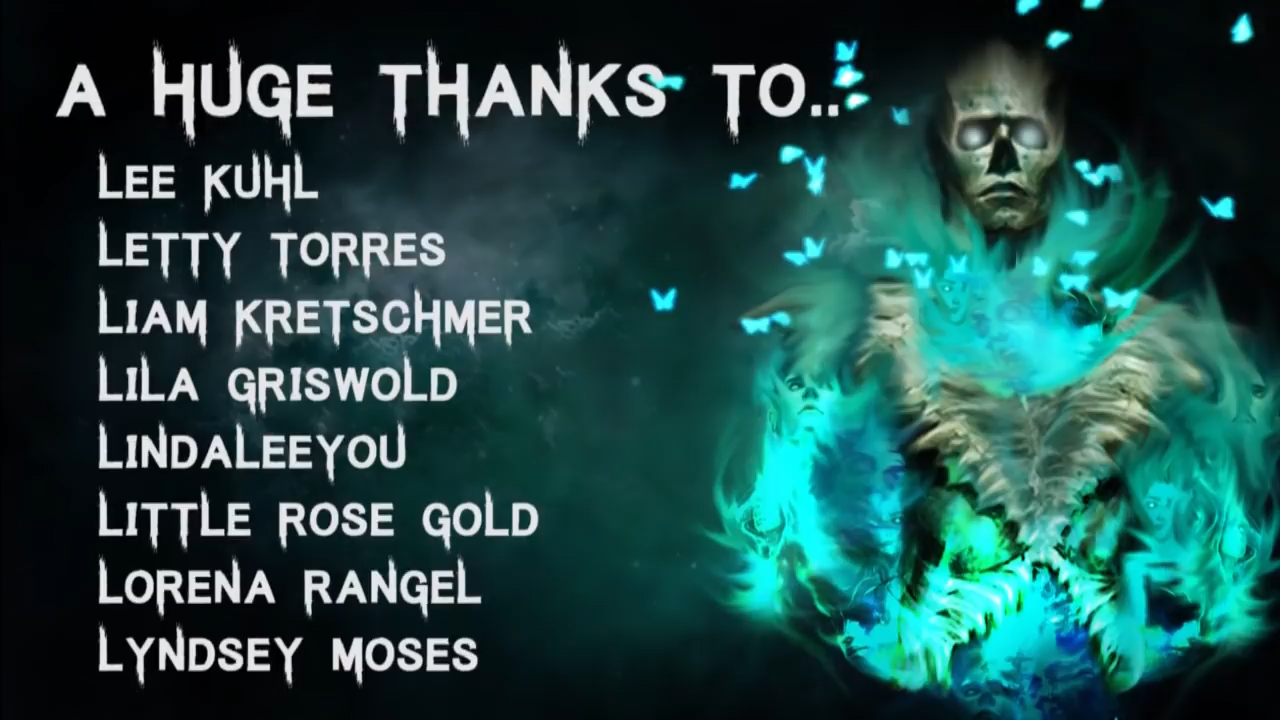 A HUGE THANKS TO..
LEE KUHL
LETTY TORRES
LIAM KRETSCHMER
LILA GRISWOLD
LINDALEEYOU
LITTLE ROSE GOLD
LORENA RANGEL
LYNDSEY MOSES